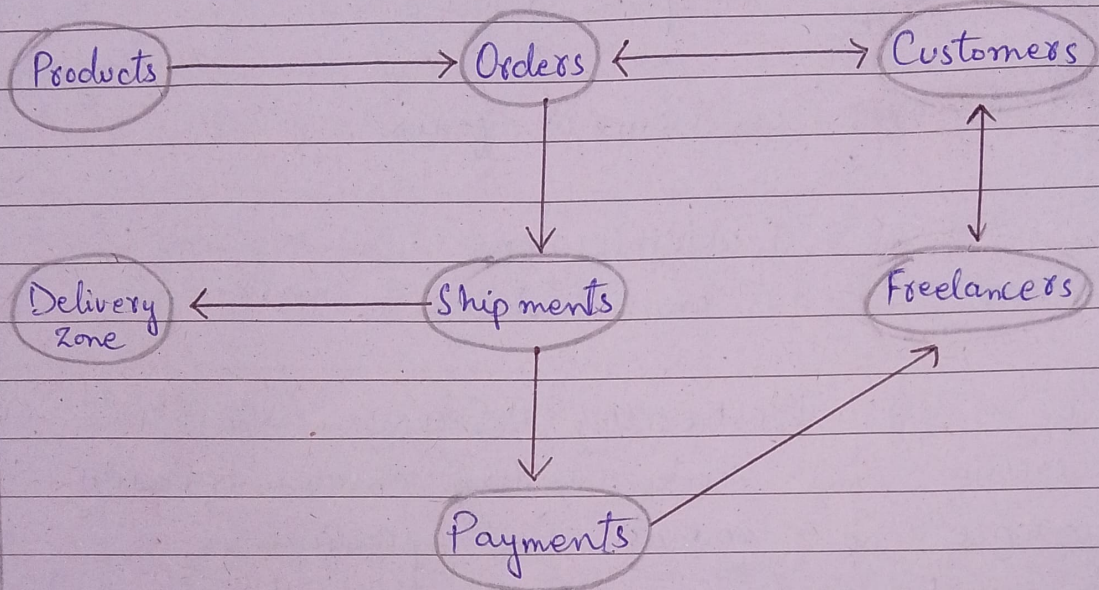 Products
Orders
Customers
Delivery
Zone
Shipments
Freelancers
Payments